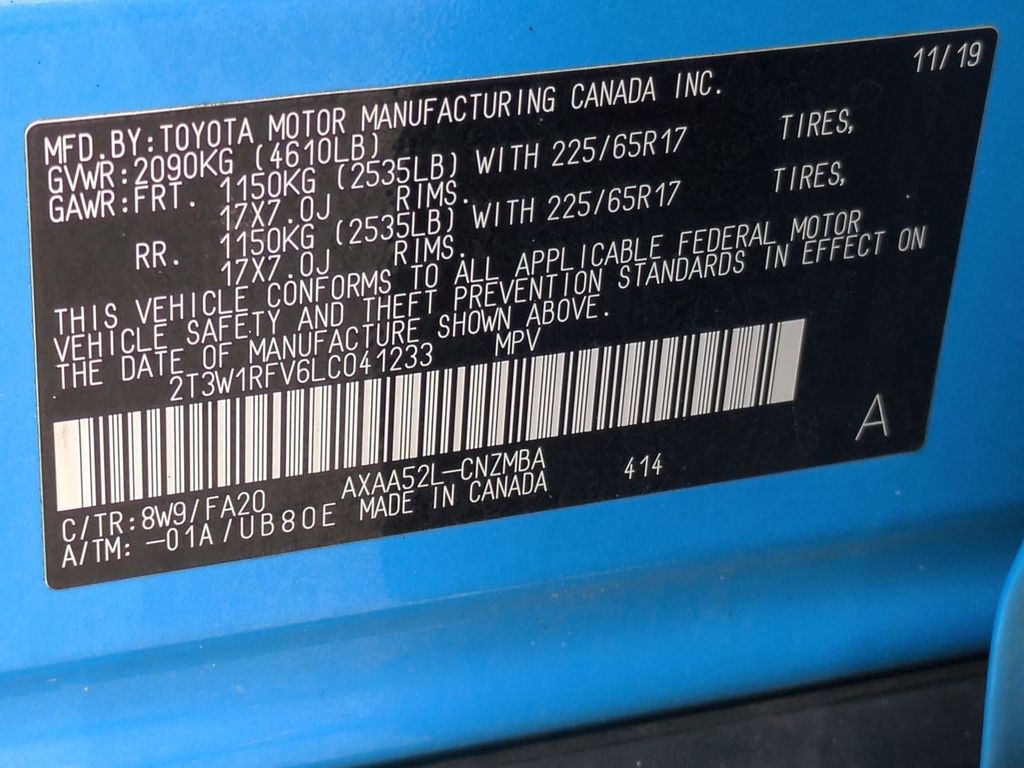 11/19
MFD. BY: TOYOTA MOTOR MANUFACTURING CANADA INC.
GVWR: 2090KG (4610LB)
GAWR: FRT. 1150KG (2535LB) WITH 225/65R17 TIRES,
17X7.0J RIMS.
RR. 1150KG (2535LB) WITH 225/65R17 TIRES,
17X7.0J RIMS.
THIS VEHICLE CONFORMS TO ALL APPLICABLE FEDERAL MOTOR
VEHICLE SAFETY AND THEFT PREVENTION STANDARDS IN EFFECT ON
THE DATE OF MANUFACTURE SHOWN ABOVE.
2T3W1RFV6LC041233 MPV
A
C/TR: 8W9/FA20 AXAA52L-CNZMBA 414
A/TM: -01A/UB80E MADE IN CANADA